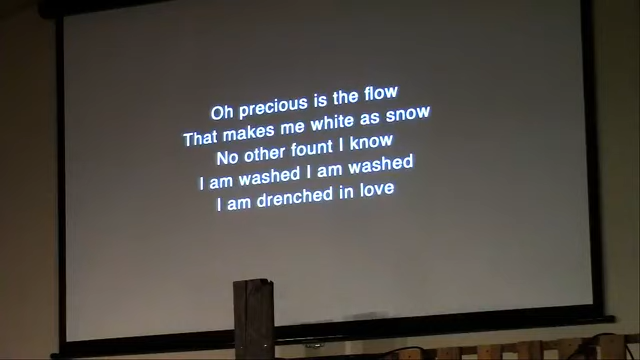 Oh precious is the flow
That makes me white as snow
No other fount I know
I am washed I am washed
I am drenched in love